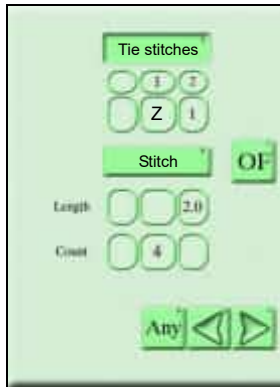 Tie stitches
1 2
Z 1
Stitch OF
Length 2.0
Count 4
Any